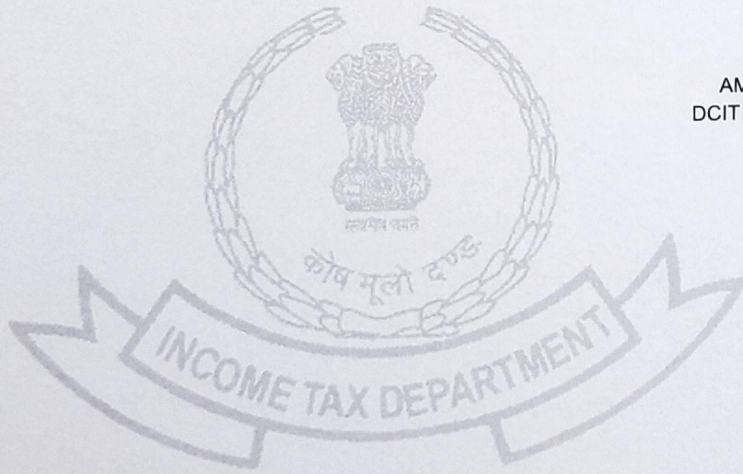 AM
DCIT
सत्यमेव जयते
कोष मूलो दण्ड
INCOME TAX DEPARTMENT